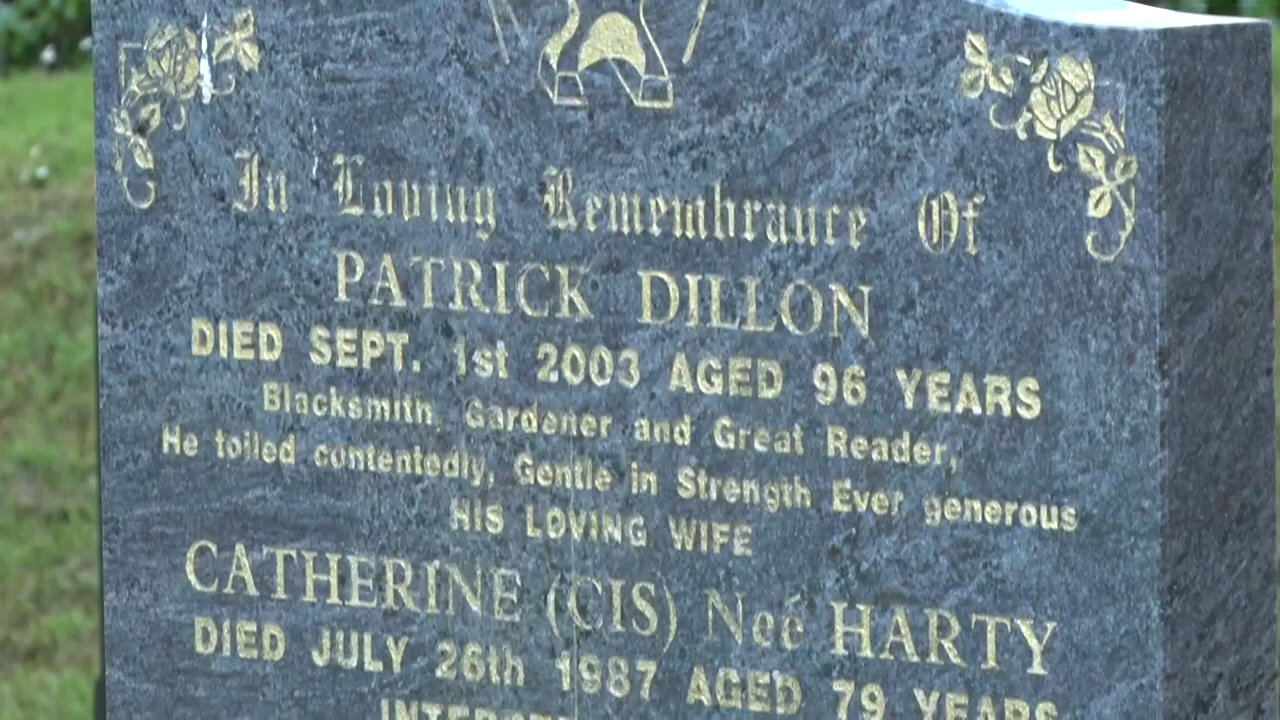 In Loving Remembrance Of
PATRICK DILLON
DIED SEPT. 1st 2003 AGED 96 YEARS
Blacksmith, Gardener and Great Reader,
He toiled contentedly, Gentle in Strength Ever generous
HIS LOVING WIFE
CATHERINE (CIS) Neé HARTY
DIED JULY 26th 1987 AGED 79 YEARS